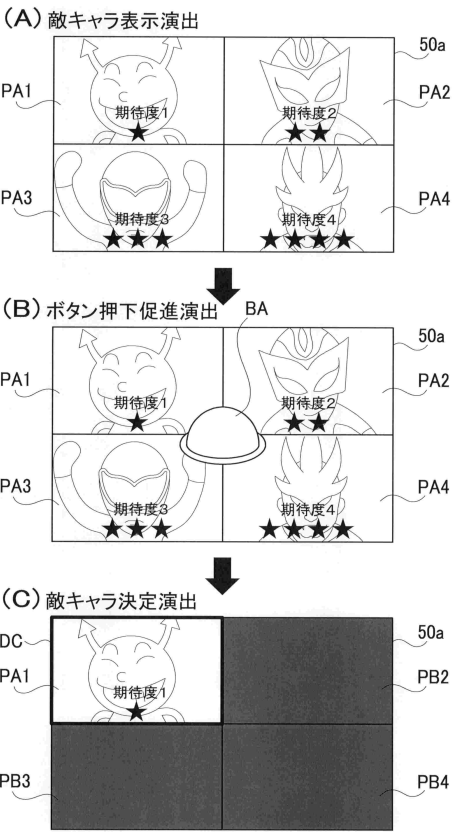 (A)敵キャラ表示演出
50a
PA1
PA2
期待度1
★
期待度2
★★
PA3
PA4
期待度3
★★★
期待度4
★★★★
(B)ボタン押下促進演出
BA
50a
PA1
PA2
期待度1
★
期待度2
★★
PA3
PA4
期待度3
★★★
期待度4
★★★★
(C)敵キャラ決定演出
DC
50a
PA1
PB2
期待度1
★
PB3
PB4